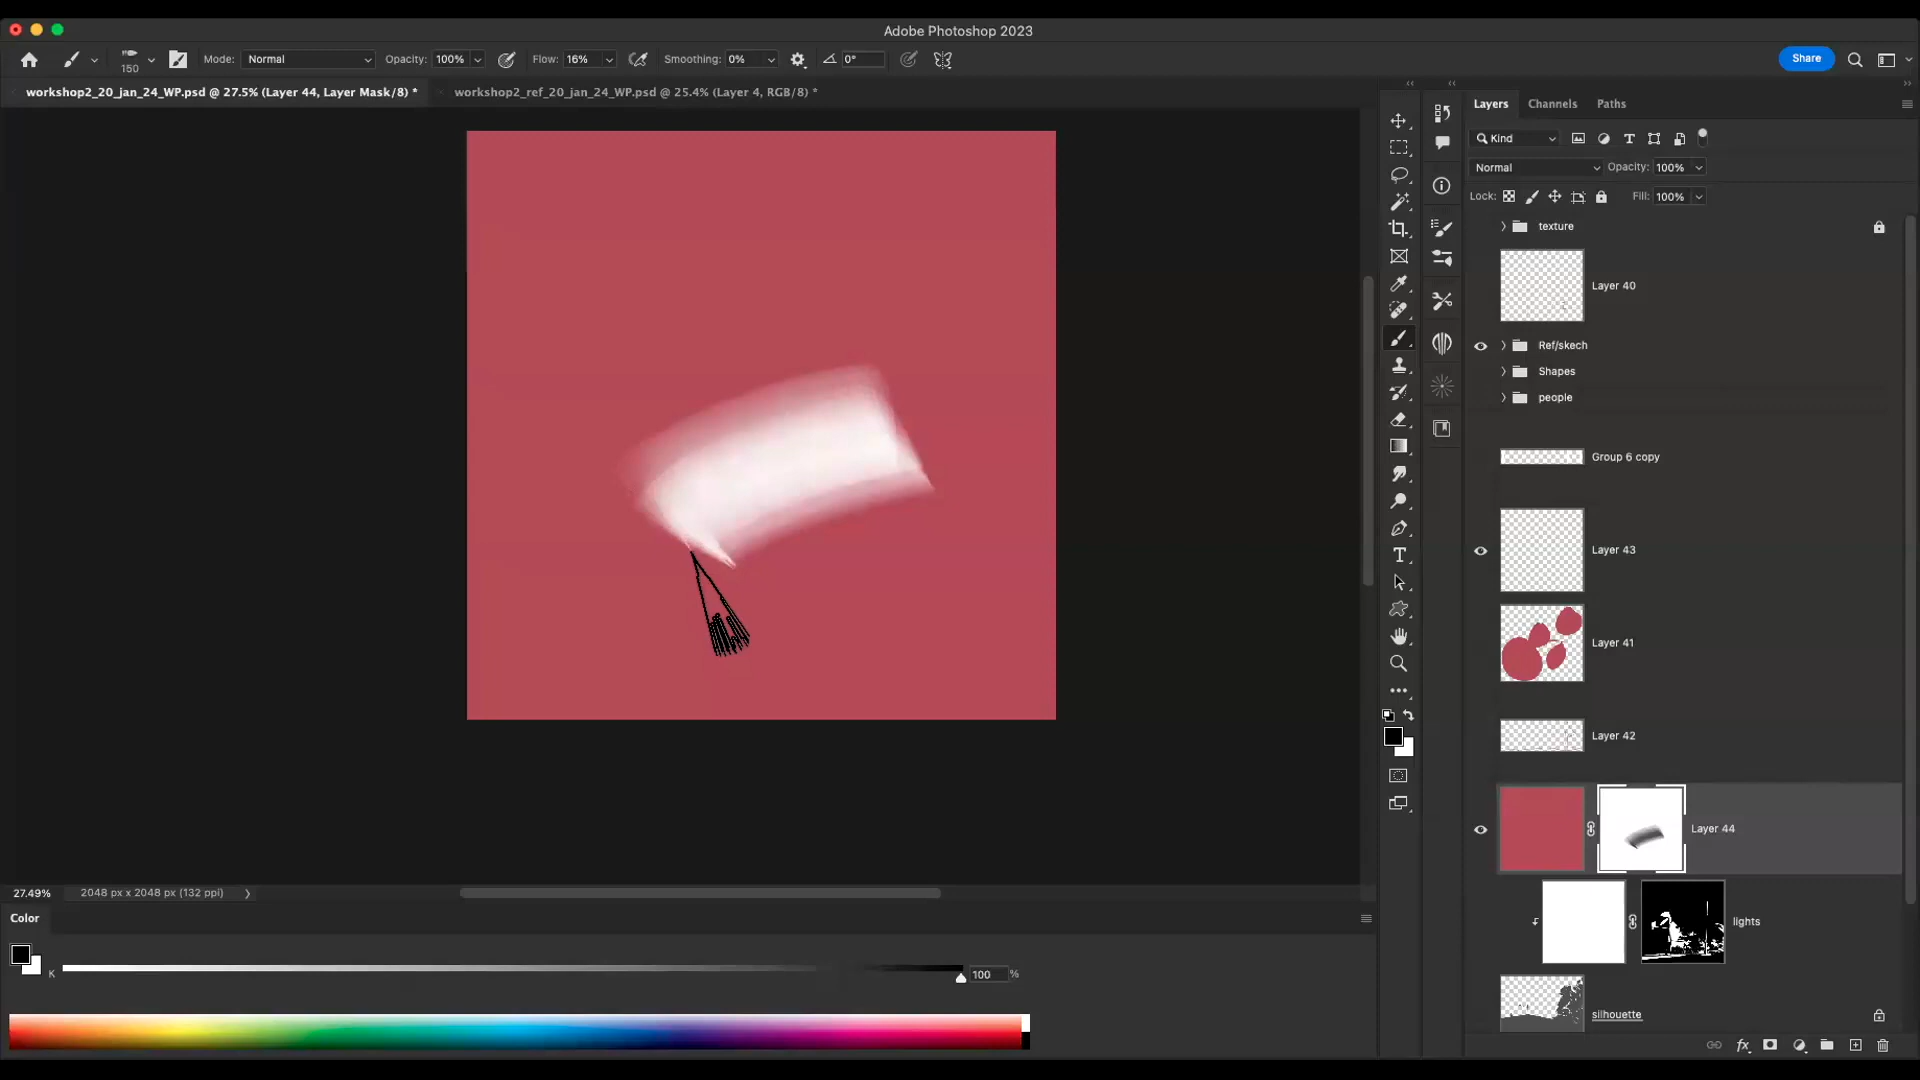 Adobe Photoshop 2023
150
Mode: Normal
Opacity: 100%
Flow: 16%
Smoothing: 0%
0°
Share
workshop2_20_jan_24_WP.psd @ 27.5% (Layer 44, Layer Mask/8) *
workshop2_ref_20_jan_24_WP.psd @ 25.4% (Layer 4, RGB/8) *
Layers Channels Paths
Kind
Normal Opacity: 100%
Lock: Fill: 100%
texture
Layer 40
Ref/skech
Shapes
people
Group 6 copy
Layer 43
Layer 41
Layer 42
Layer 44
lights
silhouette
fx
27.49% 2048 px x 2048 px (132 ppi)
Color
K 100 %